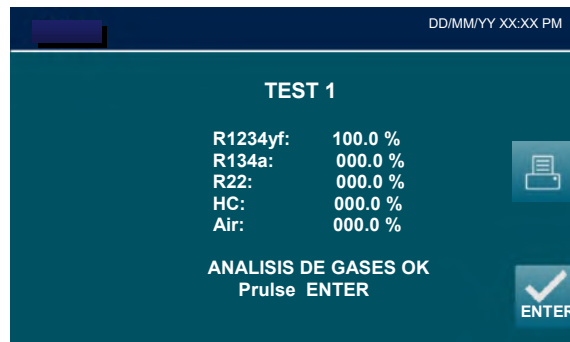 DD/MM/YY XX:XX PM
TEST 1
R1234yf: 100.0 %
R134a: 000.0 %
R22: 000.0 %
HC: 000.0 %
Air: 000.0 %
ANALISIS DE GASES OK
Prulse ENTER
ENTER